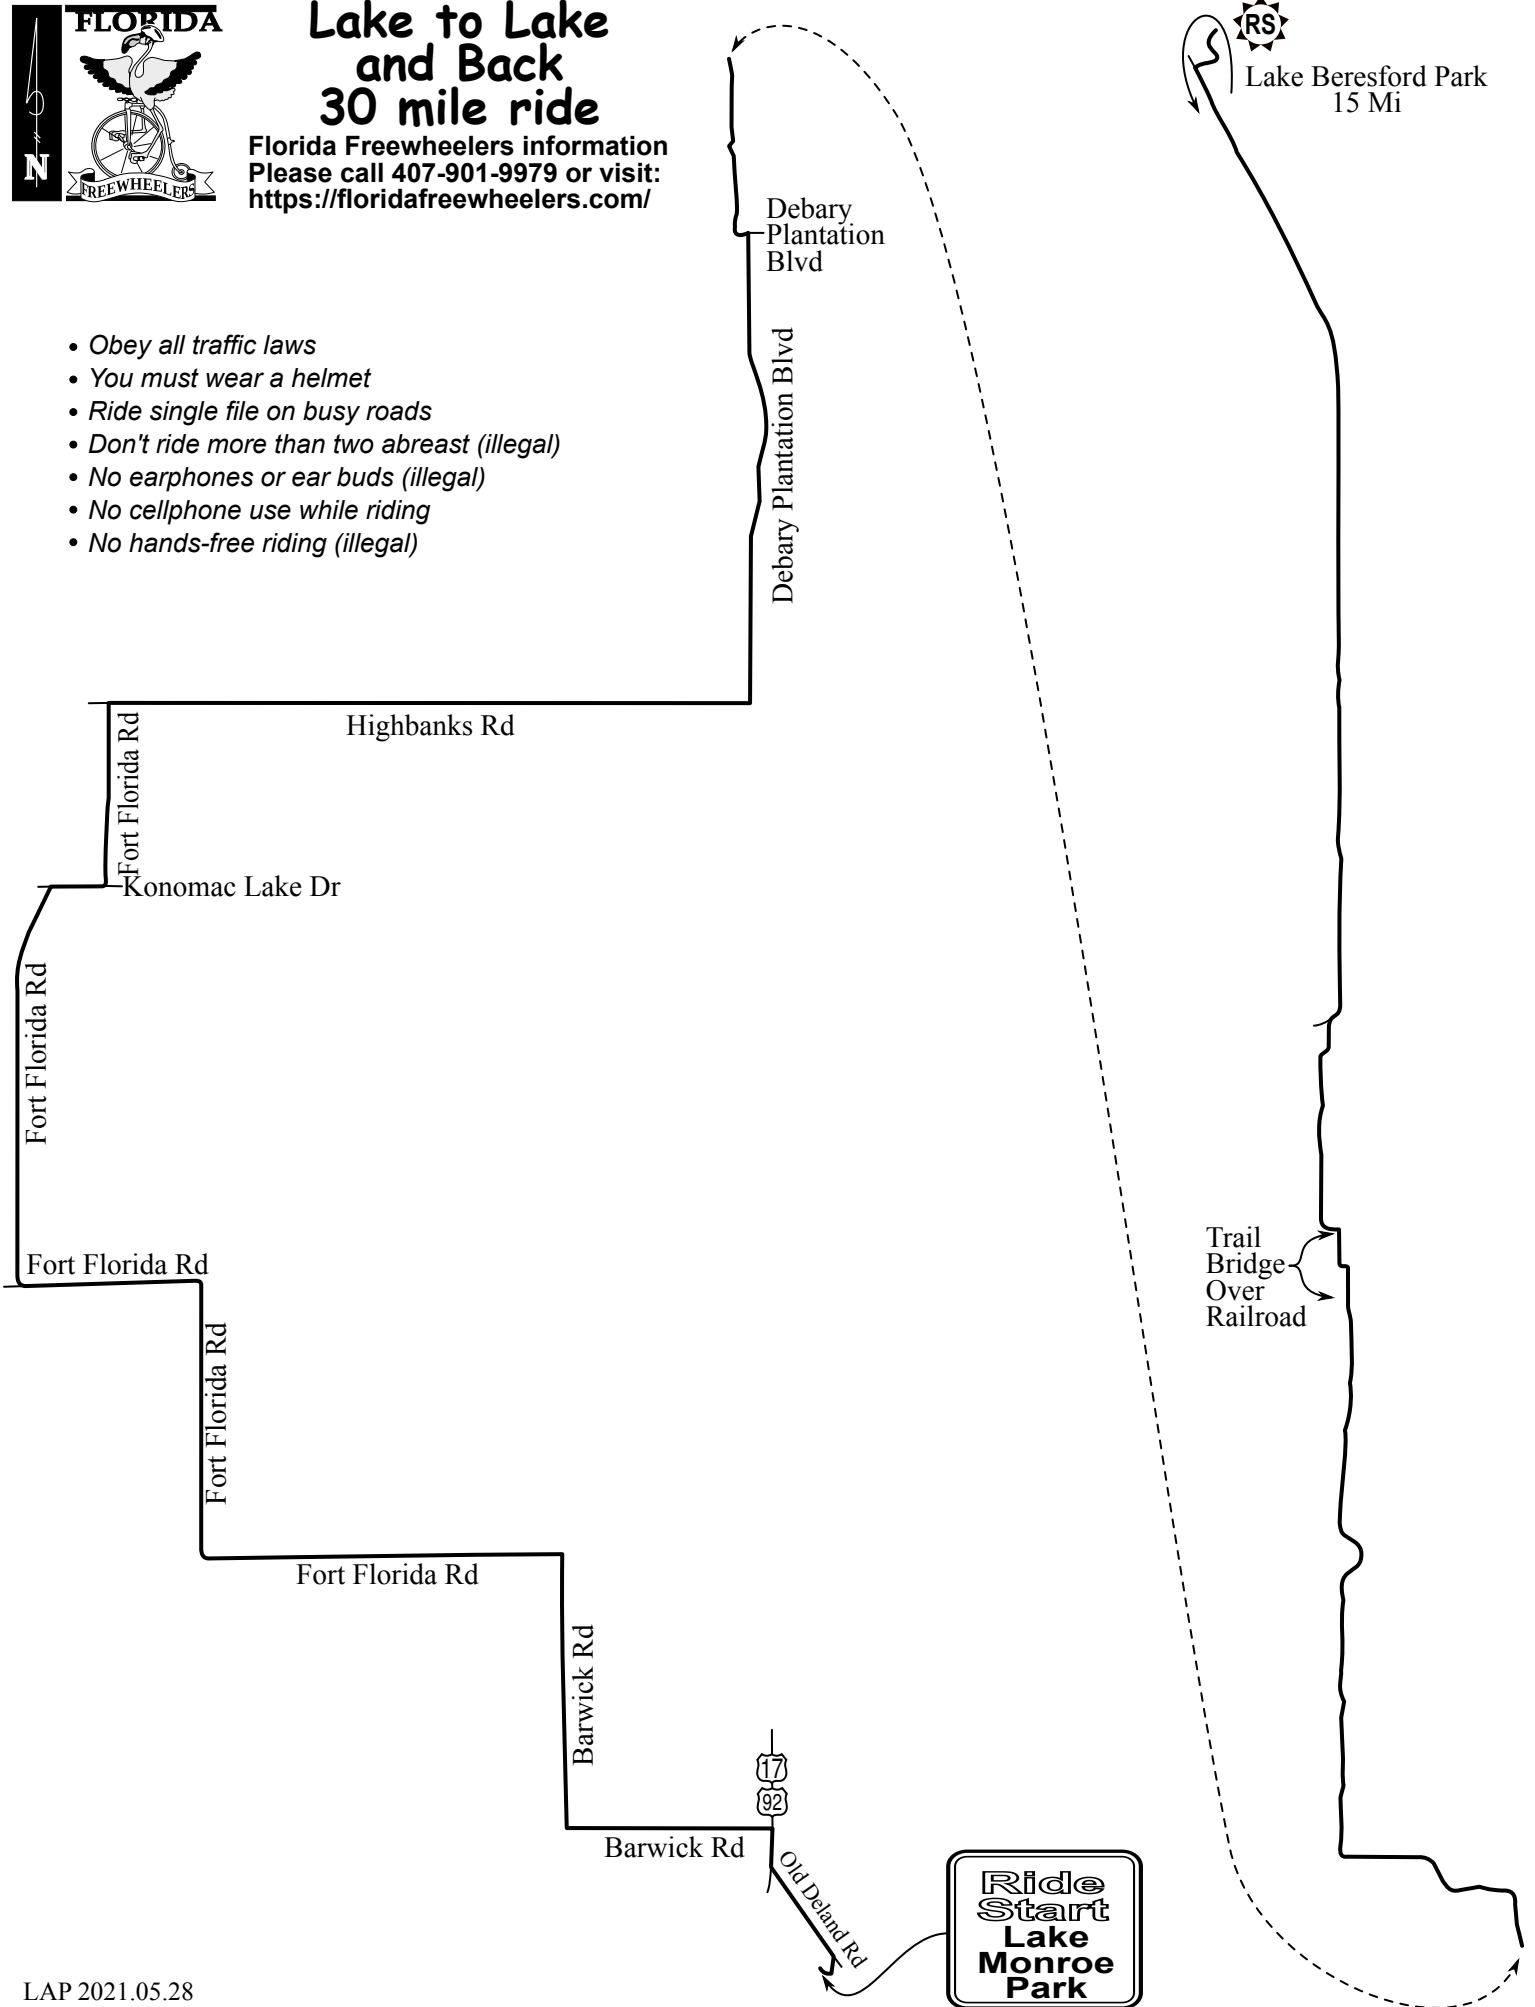 FLORIDA
FREEWHEELERS
N
Lake to Lake
and Back
30 mile ride
Florida Freewheelers information
Please call 407-901-9979 or visit:
https://floridafreewheelers.com/
• Obey all traffic laws
• You must wear a helmet
• Ride single file on busy roads
• Don't ride more than two abreast (illegal)
• No earphones or ear buds (illegal)
• No cellphone use while riding
• No hands-free riding (illegal)
RS
Lake Beresford Park
15 Mi
Debary
Plantation
Blvd
Debary Plantation Blvd
Highbanks Rd
Fort Florida Rd
Konomac Lake Dr
Fort Florida Rd
Fort Florida Rd
Fort Florida Rd
Fort Florida Rd
Barwick Rd
Barwick Rd
17
92
Old Deland Rd
Trail
Bridge
Over
Railroad
Ride
Start
Lake
Monroe
Park
LAP 2021.05.28